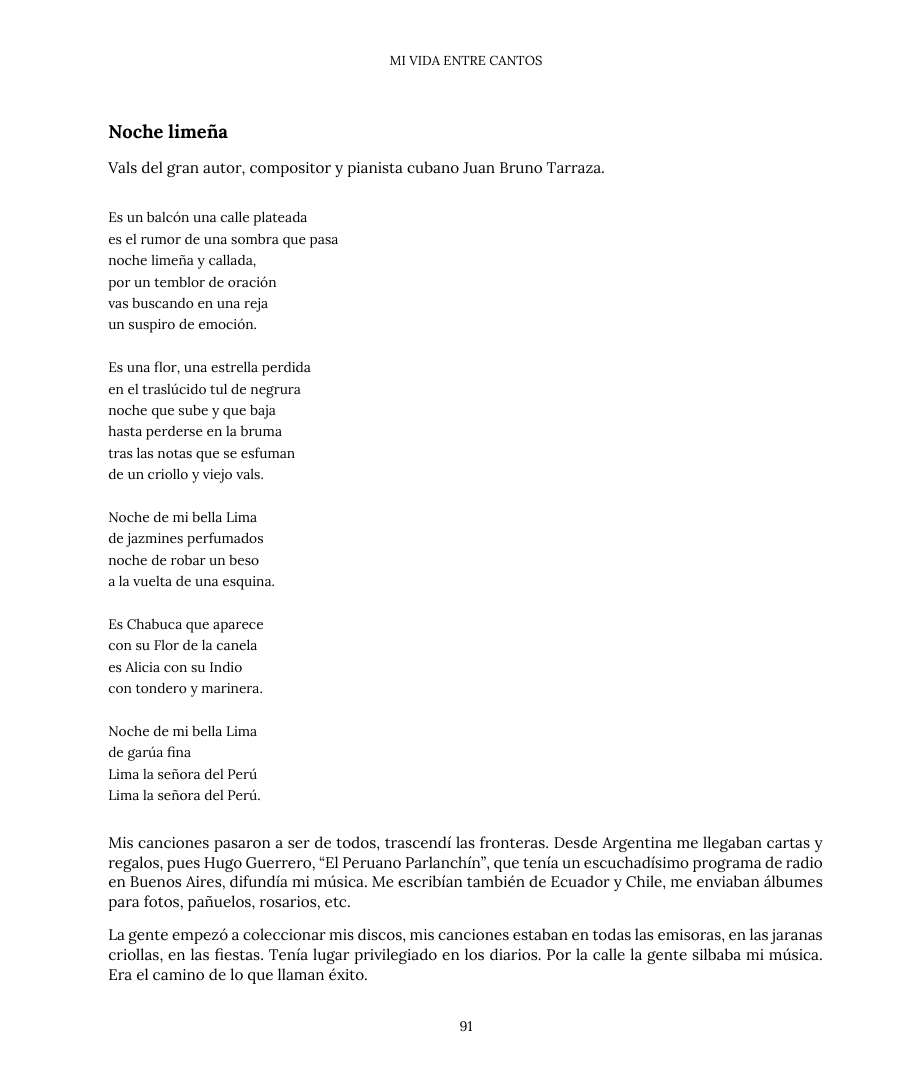 MI VIDA ENTRE CANTOS
Noche limeña
Vals del gran autor, compositor y pianista cubano Juan Bruno Tarraza.
Es un balcón una calle plateada
es el rumor de una sombra que pasa
noche limeña y callada,
por un temblor de oración
vas buscando en una reja
un suspiro de emoción.
Es una flor, una estrella perdida
en el traslúcido tul de negrura
noche que sube y que baja
hasta perderse en la bruma
tras las notas que se esfuman
de un criollo y viejo vals.
Noche de mi bella Lima
de jazmines perfumados
noche de robar un beso
a la vuelta de una esquina.
Es Chabuca que aparece
con su Flor de la canela
es Alicia con su Indio
con tondero y marinera.
Noche de mi bella Lima
de garúa fina
Lima la señora del Perú
Lima la señora del Perú.
Mis canciones pasaron a ser de todos, trascendí las fronteras. Desde Argentina me llegaban cartas y
regalos, pues Hugo Guerrero, “El Peruano Parlanchín”, que tenía un escuchadísimo programa de radio
en Buenos Aires, difundía mi música. Me escribían también de Ecuador y Chile, me enviaban álbumes
para fotos, pañuelos, rosarios, etc.
La gente empezó a coleccionar mis discos, mis canciones estaban en todas las emisoras, en las jaranas
criollas, en las fiestas. Tenía lugar privilegiado en los diarios. Por la calle la gente silbaba mi música.
Era el camino de lo que llaman éxito.
91